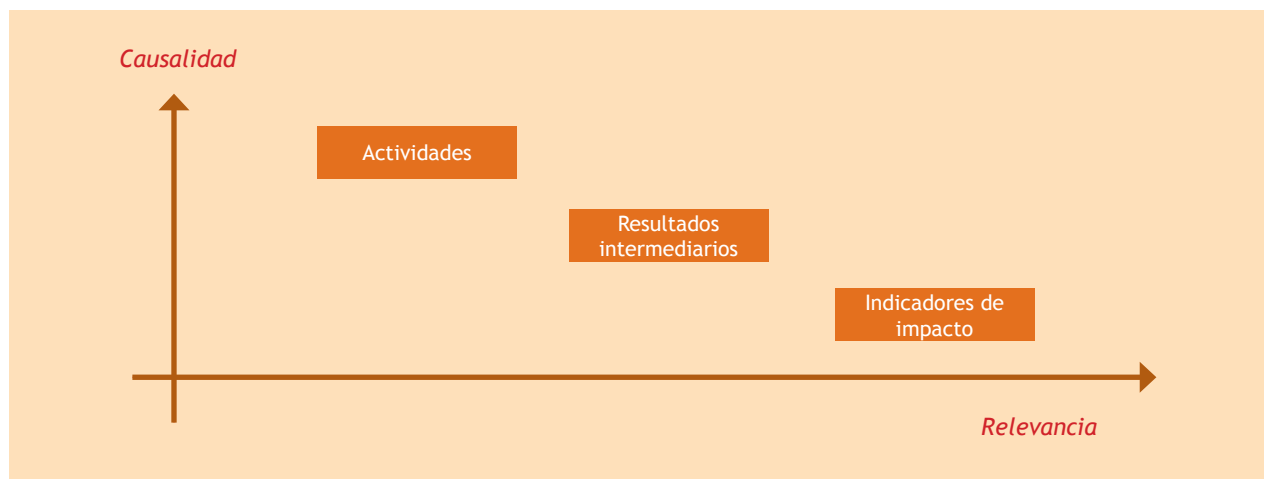 Causalidad
Actividades
Resultados
intermediarios
Indicadores de
impacto
Relevancia